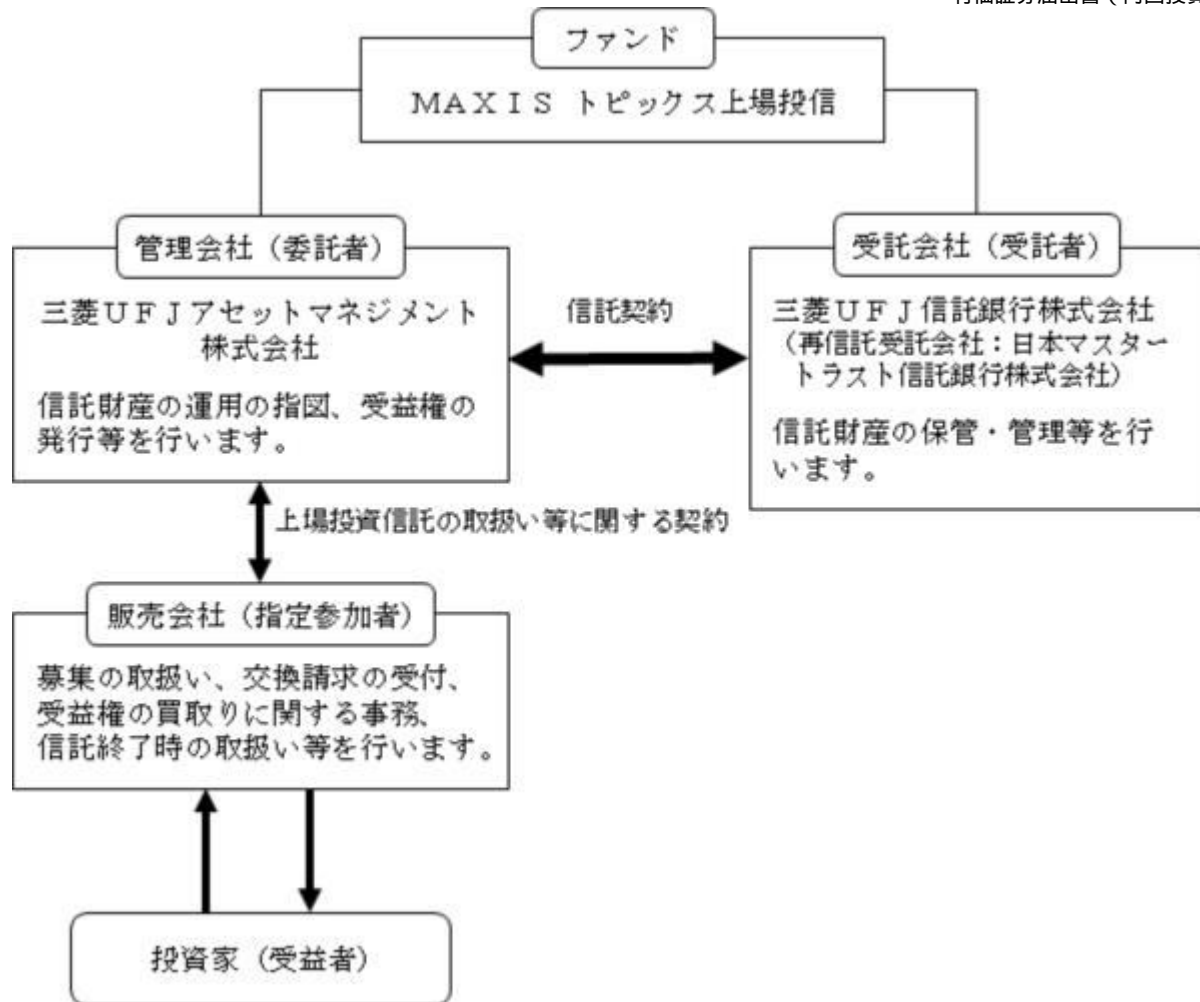 ファンド
ＭＡＸＩＳ トピックス上場投信
管理会社（委託者）
三菱ＵＦＪアセットマネジメント
株式会社
信託財産の運用の指図、受益権の
発行等を行います。
信託契約
受託会社（受託者）
三菱ＵＦＪ信託銀行株式会社
（再信託受託会社：日本マスター
トラスト信託銀行株式会社）
信託財産の保管・管理等を行
います。
上場投資信託の取扱い等に関する契約
販売会社（指定参加者）
募集の取扱い、交換請求の受付、
受益権の買取りに関する事務、
信託終了時の取扱い等を行います。
投資家（受益者）